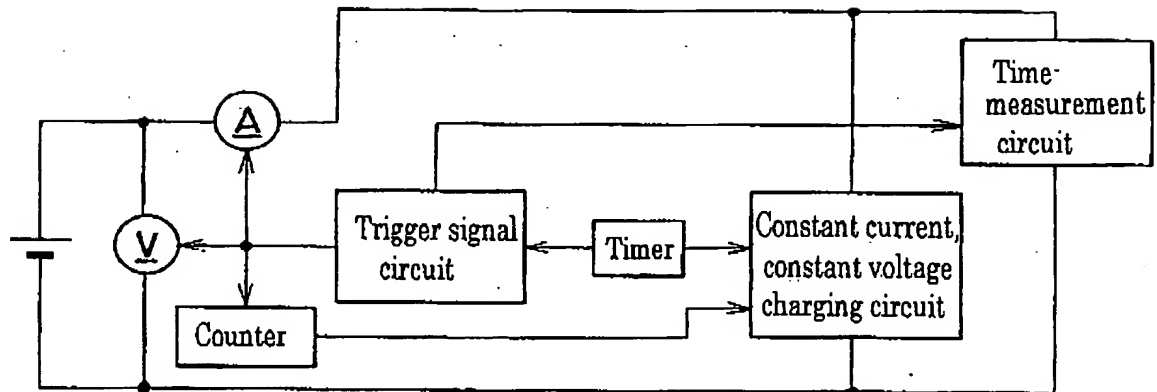 A
Time-
measurement
circuit
V
Trigger signal
circuit
Timer
Constant current,
constant voltage
charging circuit
Counter